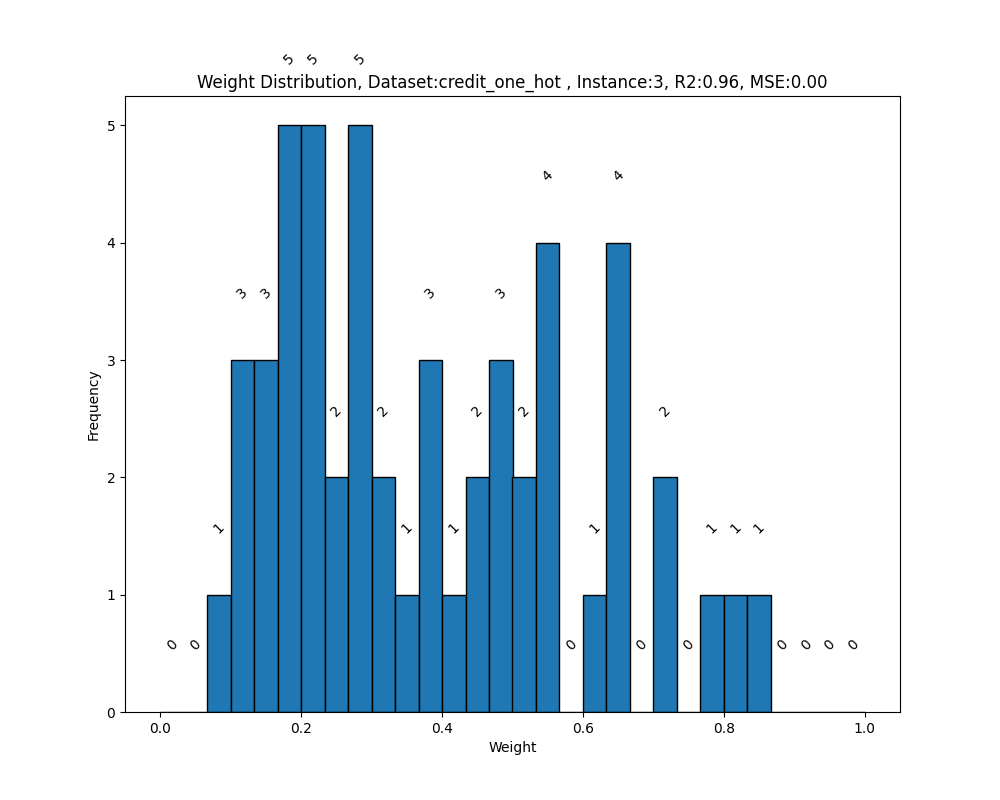 5 5 5
Weight Distribution, Dataset:credit_one_hot , Instance:3, R2:0.96, MSE:0.00
5
4 4
4
3 3 3 3
3
2 2 2 2 2
2
1 1 1 1 1 1 1
1
0 0 0 0 0 0 0 0 0
0
0.0 0.2 0.4 0.6 0.8 1.0
Frequency
Weight